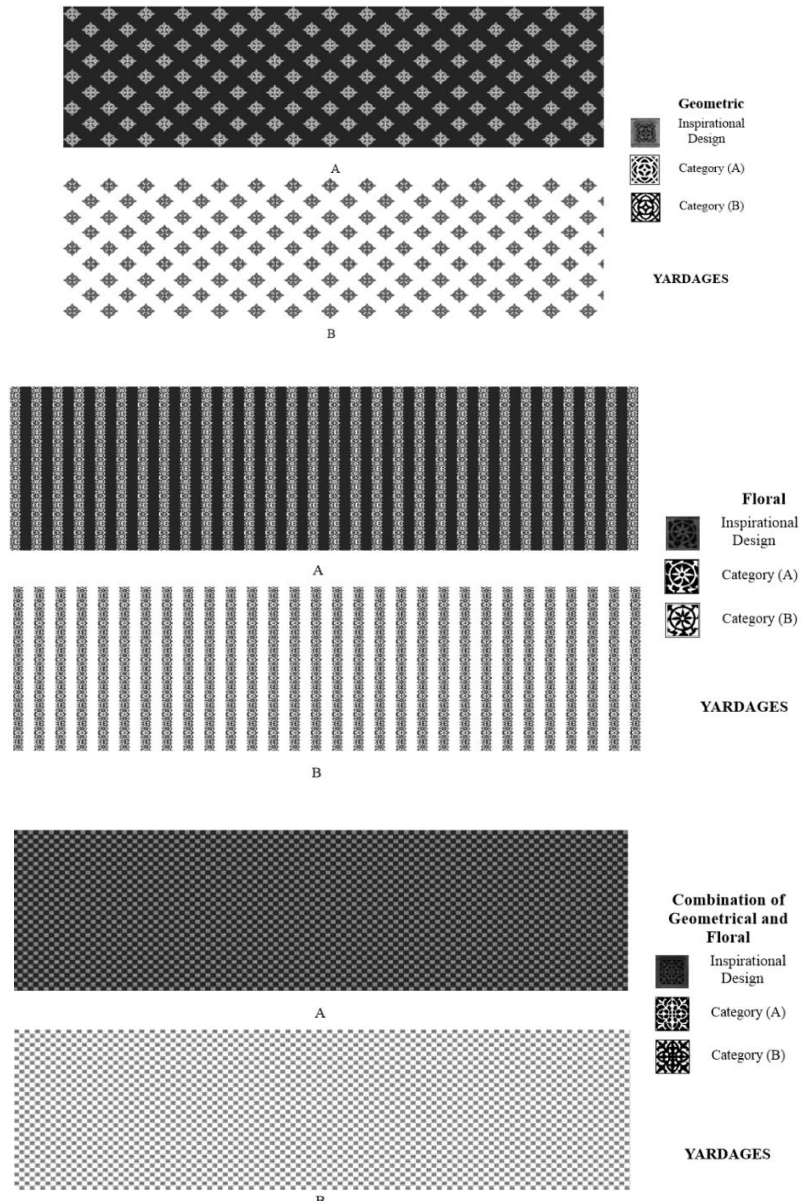 A
B
Geometric
Inspirational
Design
Category (A)
Category (B)
YARDAGES
A
B
Floral
Inspirational
Design
Category (A)
Category (B)
YARDAGES
A
B
Combination of
Geometrical and
Floral
Inspirational
Design
Category (A)
Category (B)
YARDAGES